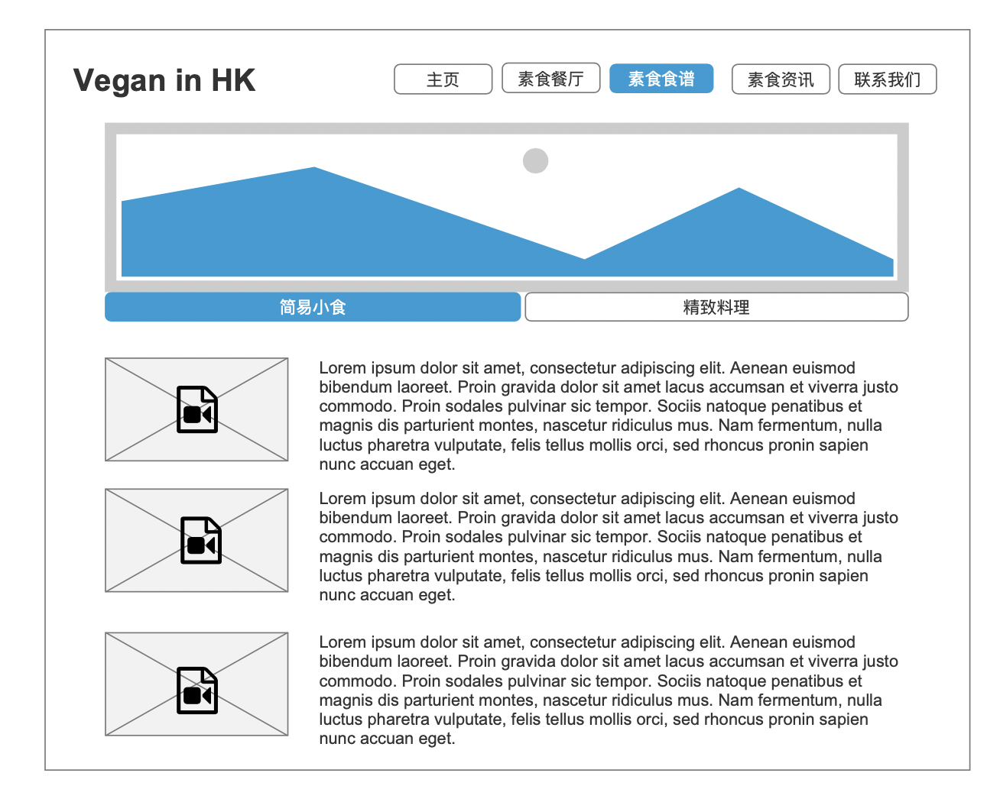 Vegan in HK
主页
素食餐厅
素食食谱
素食资讯
联系我们
简易小食
精致料理
Lorem ipsum dolor sit amet, consectetur adipiscing elit. Aenean euismod
bibendum laoreet. Proin gravida dolor sit amet lacus accumsan et viverra justo
commodo. Proin sodales pulvinar sic tempor. Sociis natoque penatibus et
magnis dis parturient montes, nascetur ridiculus mus. Nam fermentum, nulla
luctus pharetra vulputate, felis tellus mollis orci, sed rhoncus pronin sapien
nunc accuan eget.
Lorem ipsum dolor sit amet, consectetur adipiscing elit. Aenean euismod
bibendum laoreet. Proin gravida dolor sit amet lacus accumsan et viverra justo
commodo. Proin sodales pulvinar sic tempor. Sociis natoque penatibus et
magnis dis parturient montes, nascetur ridiculus mus. Nam fermentum, nulla
luctus pharetra vulputate, felis tellus mollis orci, sed rhoncus pronin sapien
nunc accuan eget.
Lorem ipsum dolor sit amet, consectetur adipiscing elit. Aenean euismod
bibendum laoreet. Proin gravida dolor sit amet lacus accumsan et viverra justo
commodo. Proin sodales pulvinar sic tempor. Sociis natoque penatibus et
magnis dis parturient montes, nascetur ridiculus mus. Nam fermentum, nulla
luctus pharetra vulputate, felis tellus mollis orci, sed rhoncus pronin sapien
nunc accuan eget.